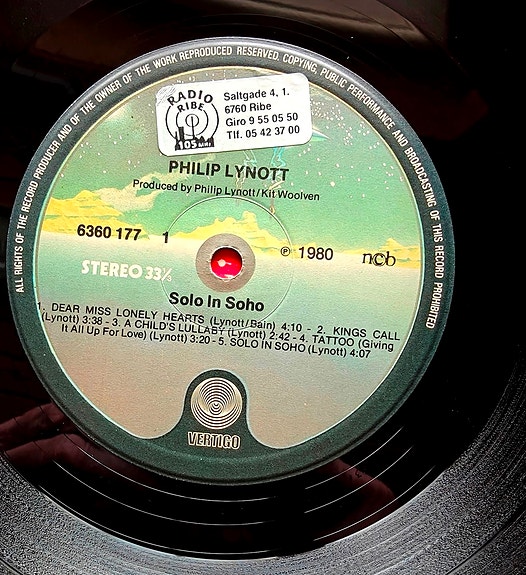 ALL RIGHTS OF THE RECORD PRODUCER AND OF THE OWNER OF THE WORK REPRODUCED RESERVED. COPYING, PUBLIC PERFORMANCE AND BROADCASTING OF THIS RECORD PROHIBITED
RADIO
RIBE
105 MHz
Saltgade 4, 1.
6760 Ribe
Giro 9 55 05 50
Tlf. 05 42 37 00
PHILIP LYNOTT
Produced by Philip Lynott/Kit Woolven
6360 177 1
℗ 1980 ncb
STEREO 33⅓
Solo In Soho
1. DEAR MISS LONELY HEARTS (Lynott/Bain) 4:10 - 2. KINGS CALL
(Lynott) 3:38 - 3. A CHILD'S LULLABY (Lynott) 2:42 - 4. TATTOO (Giving
It All Up For Love) (Lynott) 3:20 - 5. SOLO IN SOHO (Lynott) 4:07
VERTIGO